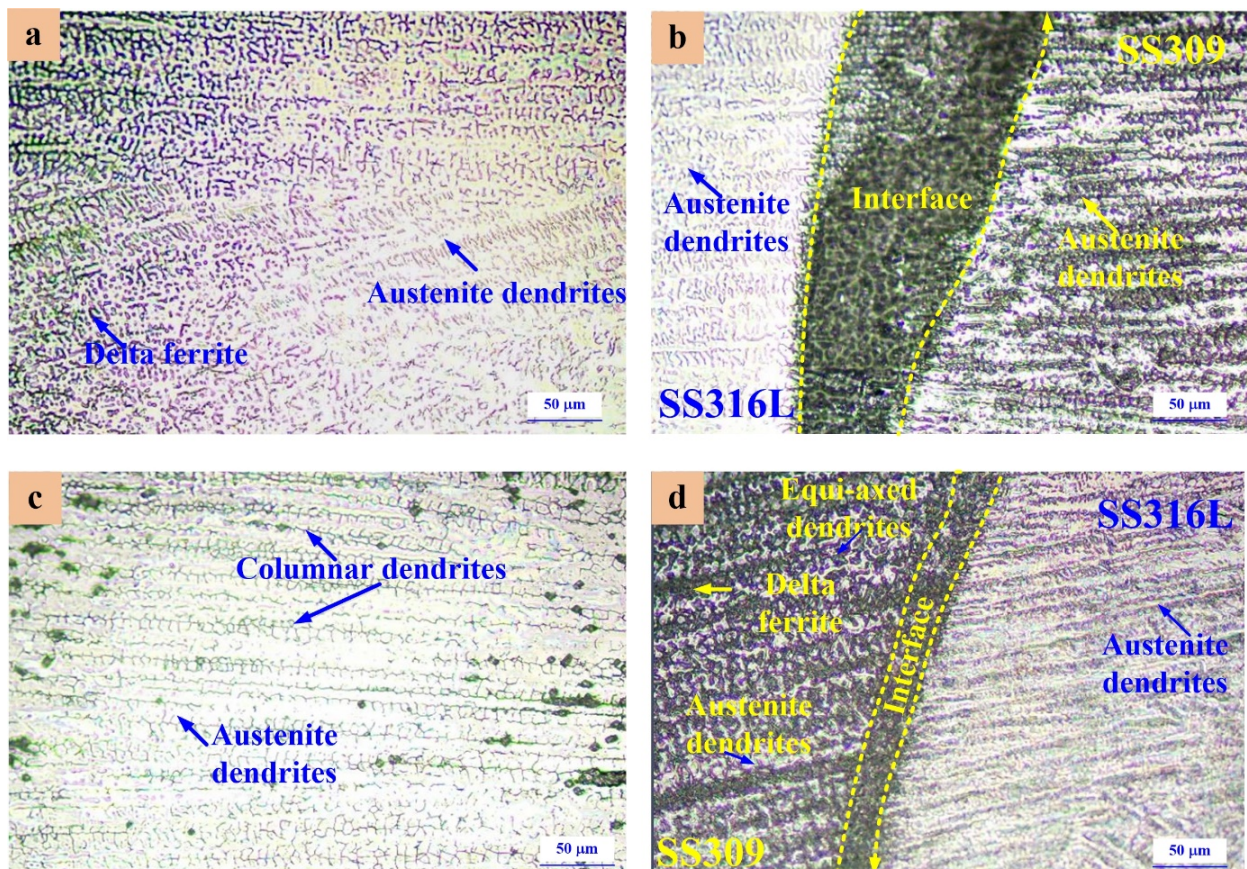 a
Austenite dendrites
Delta ferrite
50 μm
b
SS309
Austenite
dendrites
Interface
Austenite
dendrites
SS316L
50 μm
c
Columnar dendrites
Austenite
dendrites
50 μm
d
Equi-axed
dendrites
SS316L
Delta
ferrite
Interface
Austenite
dendrites
Austenite
dendrites
SS309
50 μm